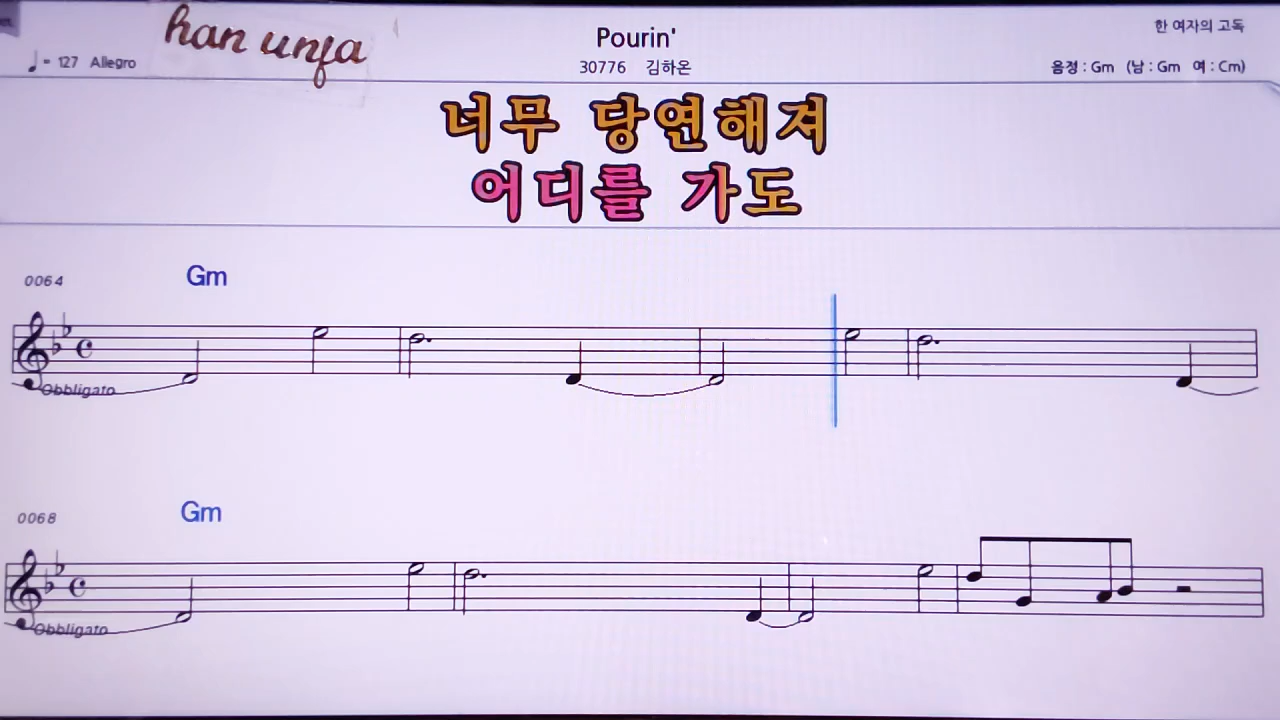 han unfa
Pourin'
한 여자의 고독
♩= 127 Allegro
30776 김하온
음정 : Gm (남 : Gm 여 : Cm)
너무 당연해져
어디를 가도
0064
Gm
Obbligato
0068
Gm
Obbligato